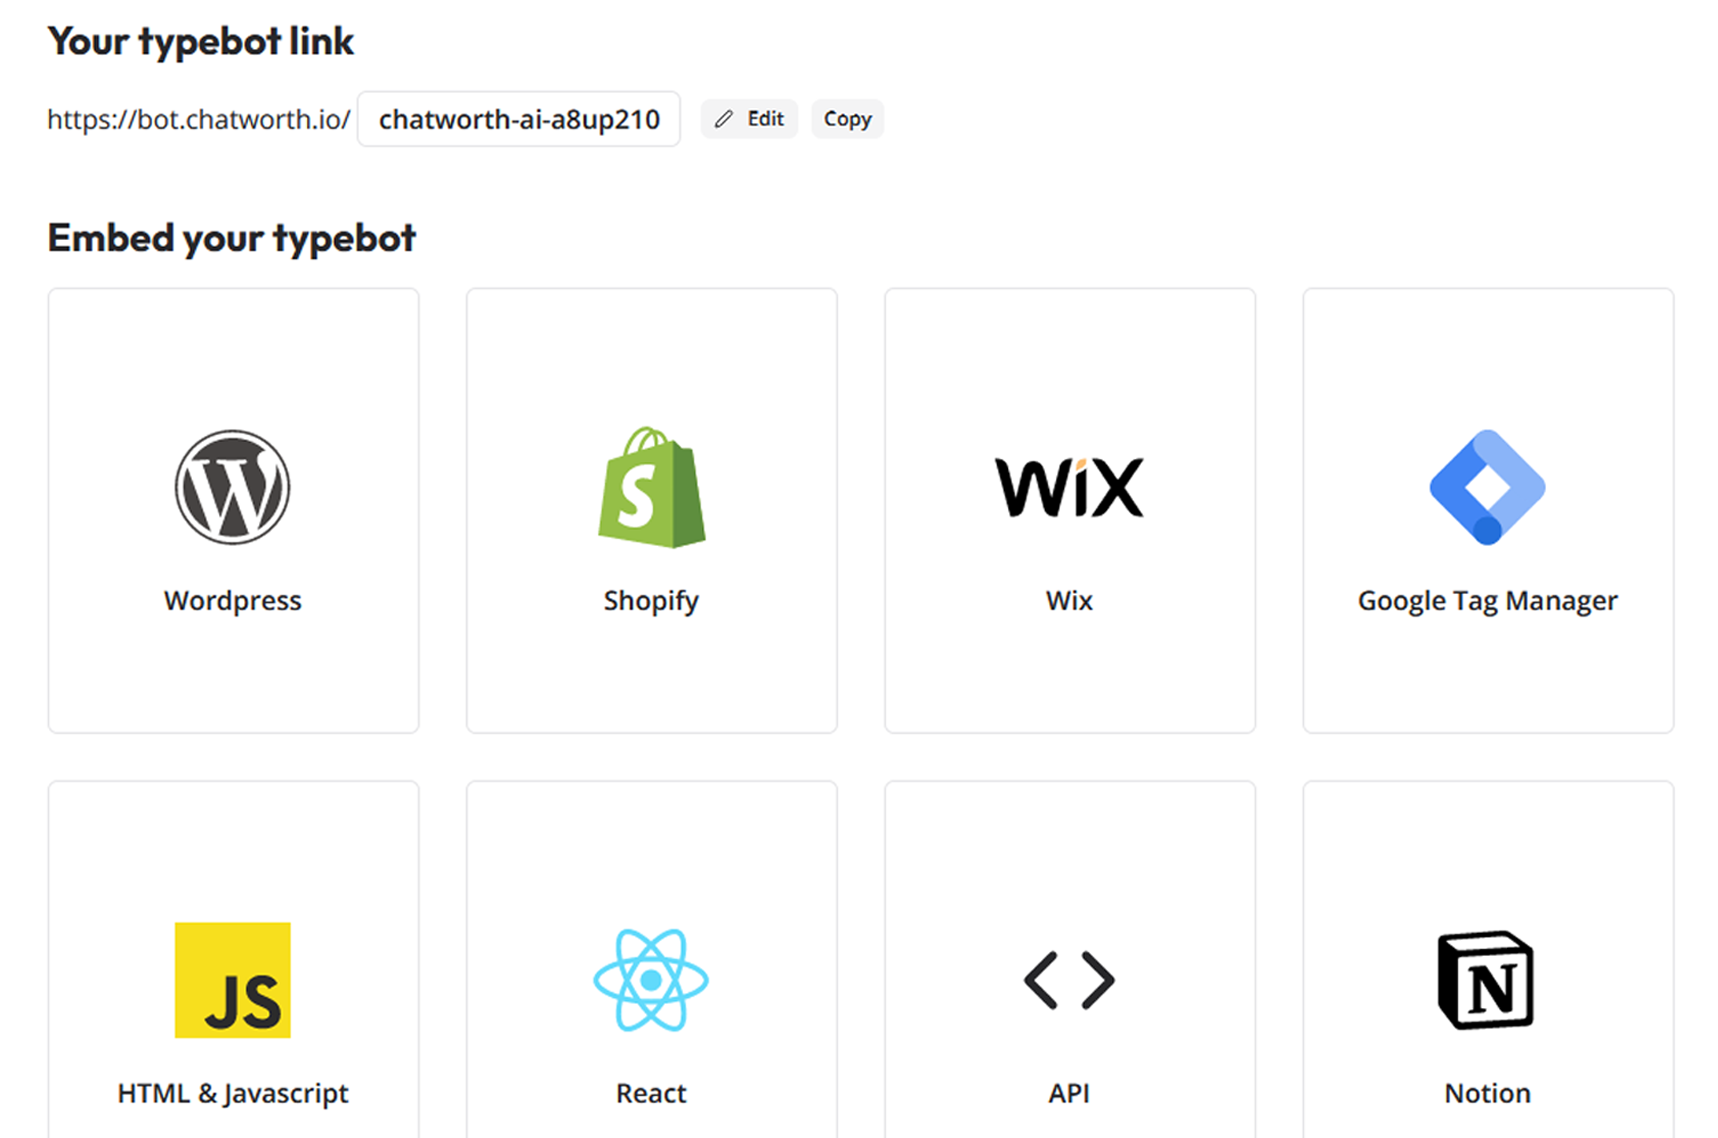 Your typebot link
https://bot.chatworth.io/ chatworth-ai-a8up210 Edit Copy
Embed your typebot
W S WiX
Wordpress Shopify Wix Google Tag Manager
JS N
HTML & Javascript React API Notion